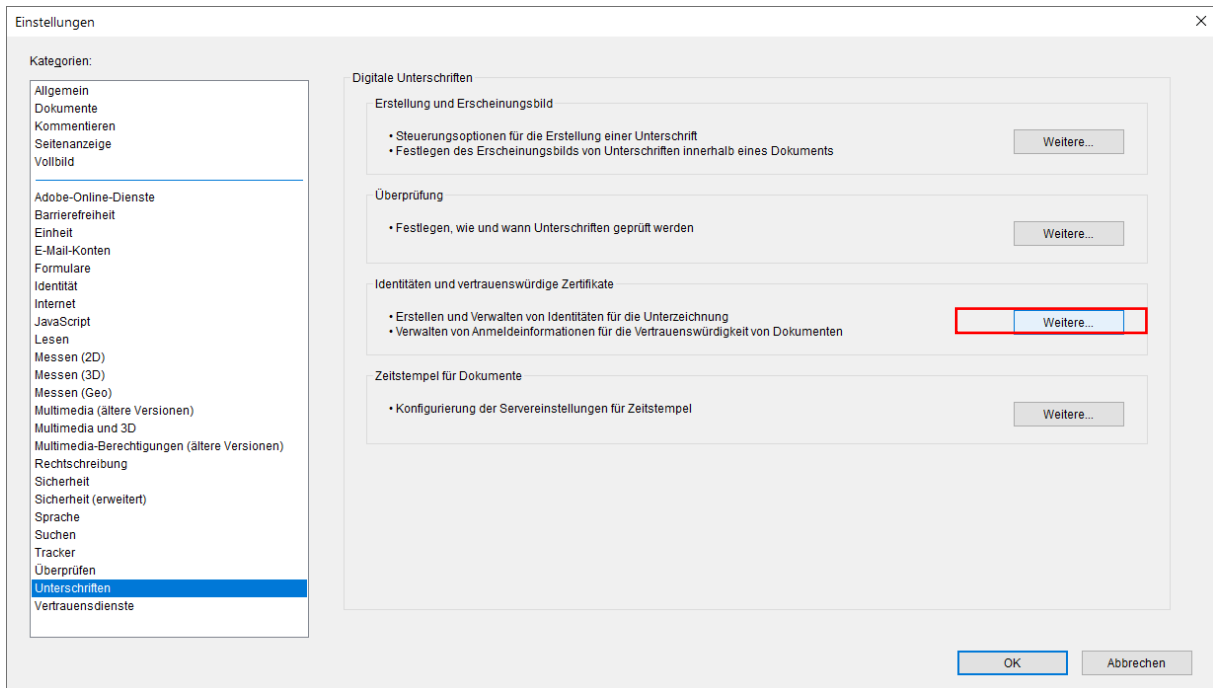 Einstellungen
Kategorien:
Allgemein
Dokumente
Kommentieren
Seitenanzeige
Vollbild
Adobe-Online-Dienste
Barrierefreiheit
Einheit
E-Mail-Konten
Formulare
Identität
Internet
JavaScript
Lesen
Messen (2D)
Messen (3D)
Messen (Geo)
Multimedia (ältere Versionen)
Multimedia und 3D
Multimedia-Berechtigungen (ältere Versionen)
Rechtschreibung
Sicherheit
Sicherheit (erweitert)
Sprache
Suchen
Tracker
Überprüfen
Unterschriften
Vertrauensdienste
Digitale Unterschriften
Erstellung und Erscheinungsbild
• Steuerungsoptionen für die Erstellung einer Unterschrift
• Festlegen des Erscheinungsbilds von Unterschriften innerhalb eines Dokuments
Weitere...
Überprüfung
• Festlegen, wie und wann Unterschriften geprüft werden
Weitere...
Identitäten und vertrauenswürdige Zertifikate
• Erstellen und Verwalten von Identitäten für die Unterzeichnung
• Verwalten von Anmeldeinformationen für die Vertrauenswürdigkeit von Dokumenten
Weitere...
Zeitstempel für Dokumente
• Konfigurierung der Servereinstellungen für Zeitstempel
Weitere...
OK
Abbrechen